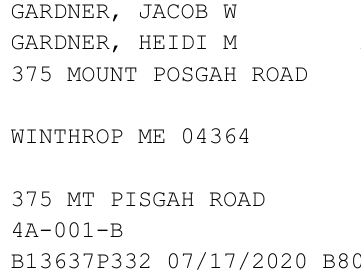 GARDNER, JACOB W
GARDNER, HEIDI M
375 MOUNT POSGAH ROAD
WINTHROP ME 04364
375 MT PISGAH ROAD
4A-001-B
B13637P332 07/17/2020 B80